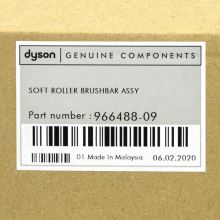 dyson GENUINE COMPONENTS
SOFT ROLLER BRUSHBAR ASSY
Part number : 966488-09
01 Made In Malaysia 06.02.2020